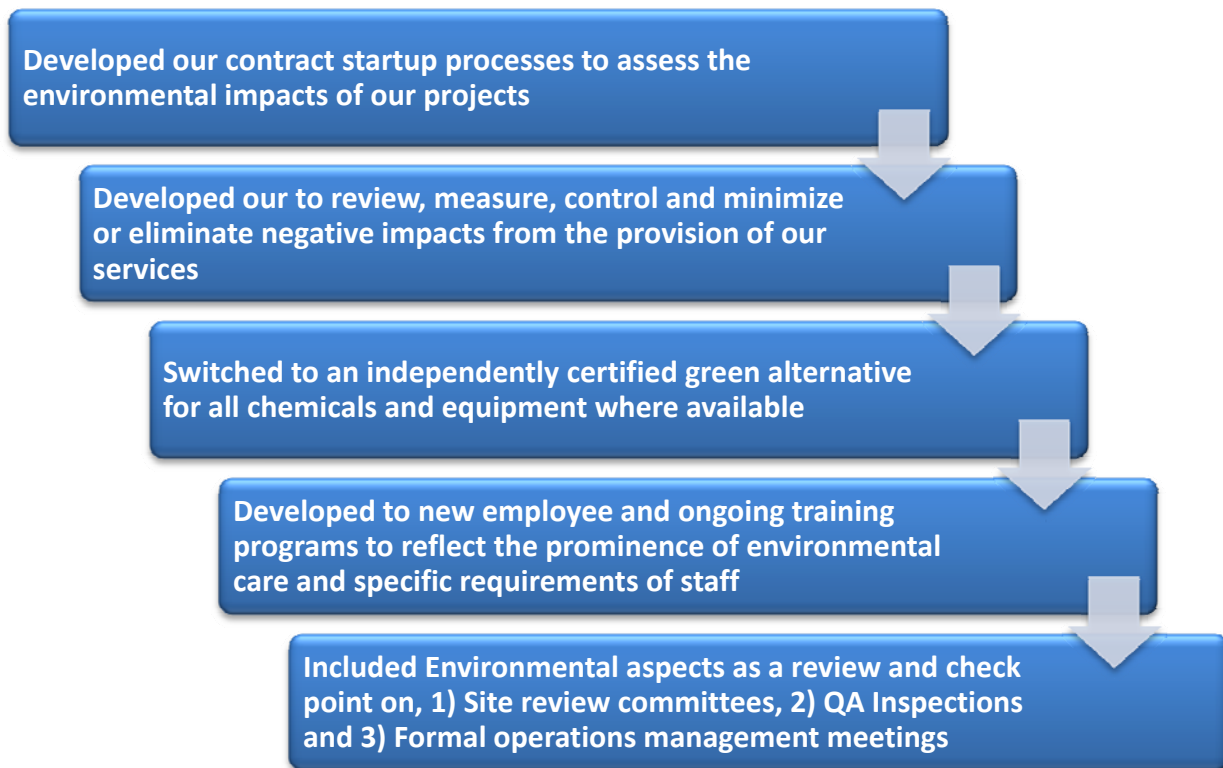 Developed our contract startup processes to assess the
environmental impacts of our projects
Developed our to review, measure, control and minimize
or eliminate negative impacts from the provision of our
services
Switched to an independently certified green alternative
for all chemicals and equipment where available
Developed to new employee and ongoing training
programs to reflect the prominence of environmental
care and specific requirements of staff
Included Environmental aspects as a review and check
point on, 1) Site review committees, 2) QA Inspections
and 3) Formal operations management meetings